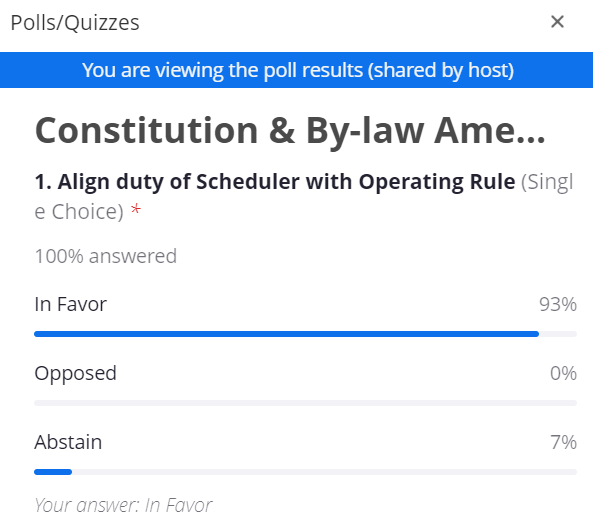 Polls/Quizzes
You are viewing the poll results (shared by host)
Constitution & By-law Ame...
1. Align duty of Scheduler with Operating Rule (Singl
e Choice) *
100% answered
In Favor 93%
Opposed 0%
Abstain 7%
Your answer: In Favor